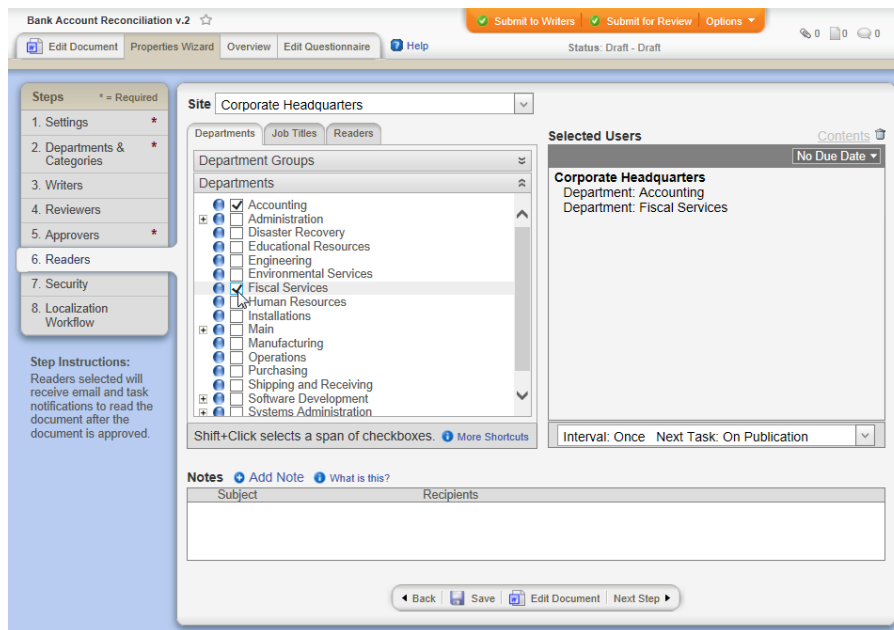 Bank Account Reconciliation v.2
Submit to Writers Submit for Review Options
0 0 0
Edit Document Properties Wizard Overview Edit Questionnaire Help
Status: Draft - Draft
Steps * = Required
1. Settings *
2. Departments & *
Categories
3. Writers
4. Reviewers
5. Approvers *
6. Readers
7. Security
8. Localization
Workflow
Step Instructions:
Readers selected will
receive email and task
notifications to read the
document after the
document is approved.
Site Corporate Headquarters
Departments Job Titles Readers
Department Groups
Departments
Accounting
Administration
Disaster Recovery
Educational Resources
Engineering
Environmental Services
Fiscal Services
Human Resources
Installations
Main
Manufacturing
Operations
Purchasing
Shipping and Receiving
Software Development
Systems Administration
Shift+Click selects a span of checkboxes. More Shortcuts
Selected Users Contents
No Due Date
Corporate Headquarters
Department: Accounting
Department: Fiscal Services
Interval: Once Next Task: On Publication
Notes Add Note What is this?
Subject Recipients
Back Save Edit Document Next Step